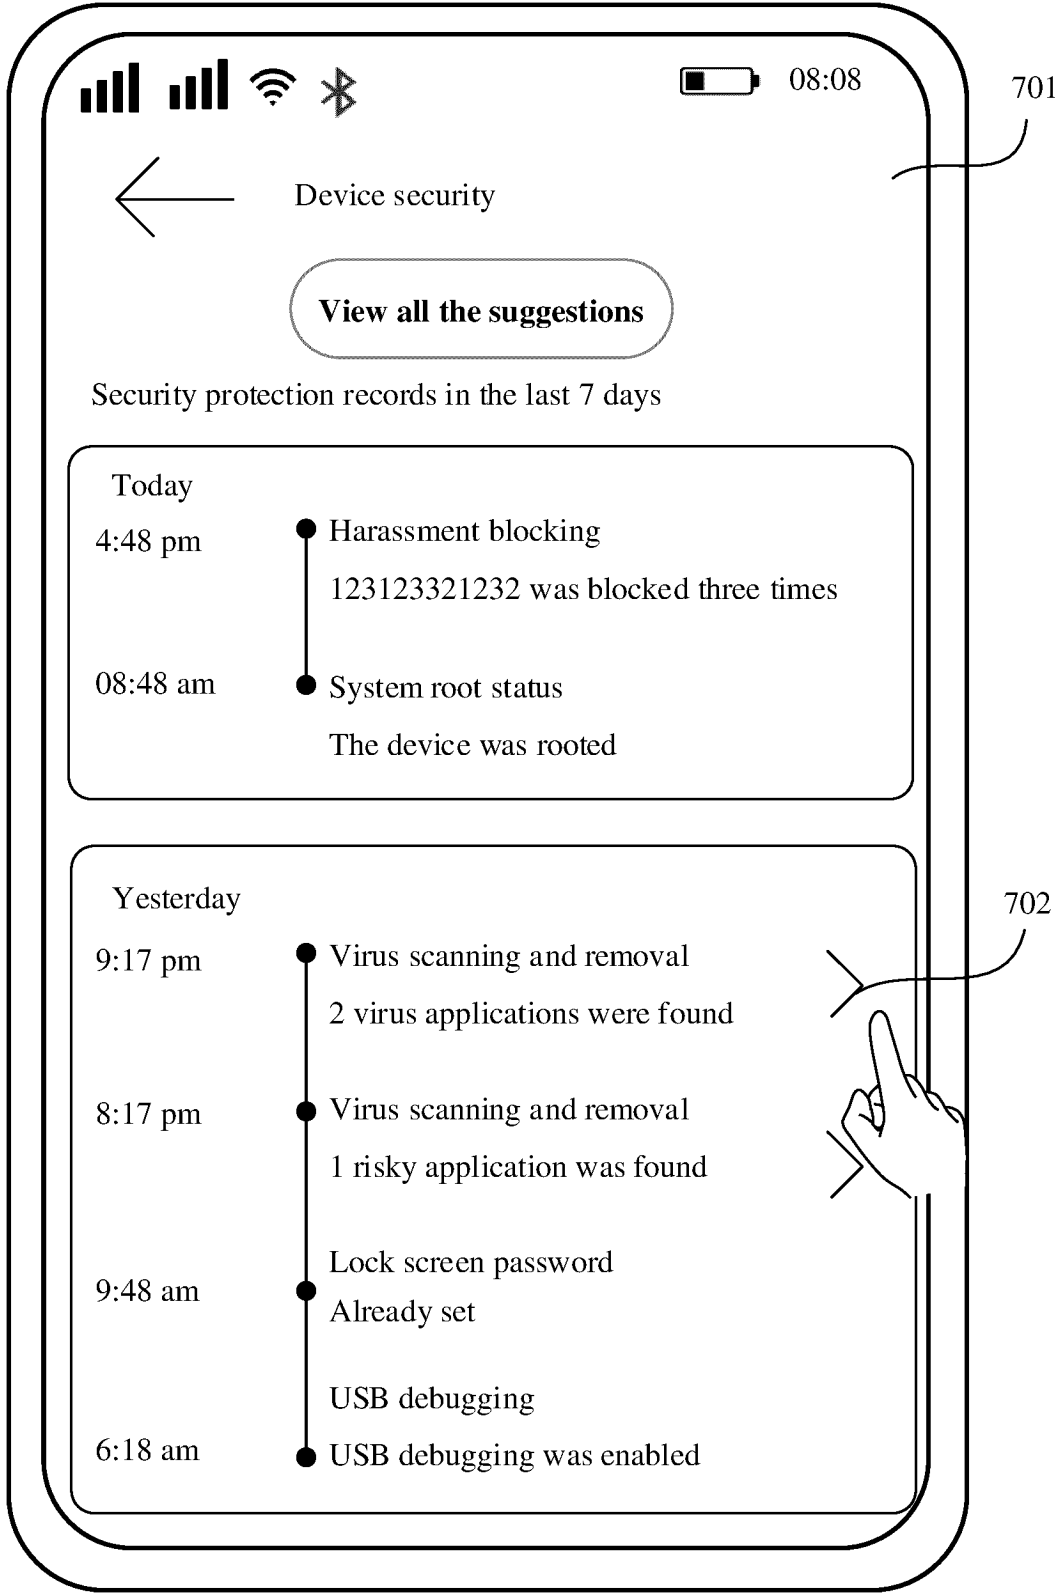 08:08
701
Device security
View all the suggestions
Security protection records in the last 7 days
Today
4:48 pm
Harassment blocking
123123321232 was blocked three times
08:48 am
System root status
The device was rooted
702
Yesterday
9:17 pm
Virus scanning and removal
2 virus applications were found
8:17 pm
Virus scanning and removal
1 risky application was found
Lock screen password
9:48 am
Already set
USB debugging
6:18 am
USB debugging was enabled